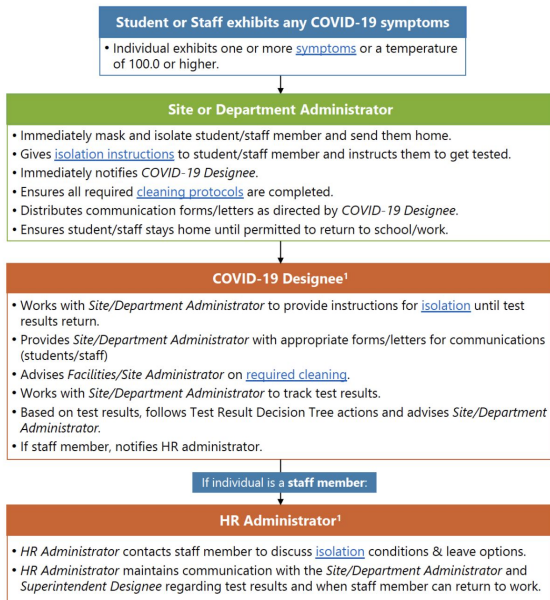 Student or Staff exhibits any COVID-19 symptoms
• Individual exhibits one or more symptoms or a temperature
of 100.0 or higher.
Site or Department Administrator
• Immediately mask and isolate student/staff member and send them home.
• Gives isolation instructions to student/staff member and instructs them to get tested.
• Immediately notifies COVID-19 Designee.
• Ensures all required cleaning protocols are completed.
• Distributes communication forms/letters as directed by COVID-19 Designee.
• Ensures student/staff stays home until permitted to return to school/work.
COVID-19 Designee¹
• Works with Site/Department Administrator to provide instructions for isolation until test
results return.
• Provides Site/Department Administrator with appropriate forms/letters for communications
(students/staff)
• Advises Facilities/Site Administrator on required cleaning.
• Works with Site/Department Administrator to track test results.
• Based on test results, follows Test Result Decision Tree actions and advises Site/Department
Administrator.
• If staff member, notifies HR administrator.
If individual is a staff member:
HR Administrator¹
• HR Administrator contacts staff member to discuss isolation conditions & leave options.
• HR Administrator maintains communication with the Site/Department Administrator and
Superintendent Designee regarding test results and when staff member can return to work.